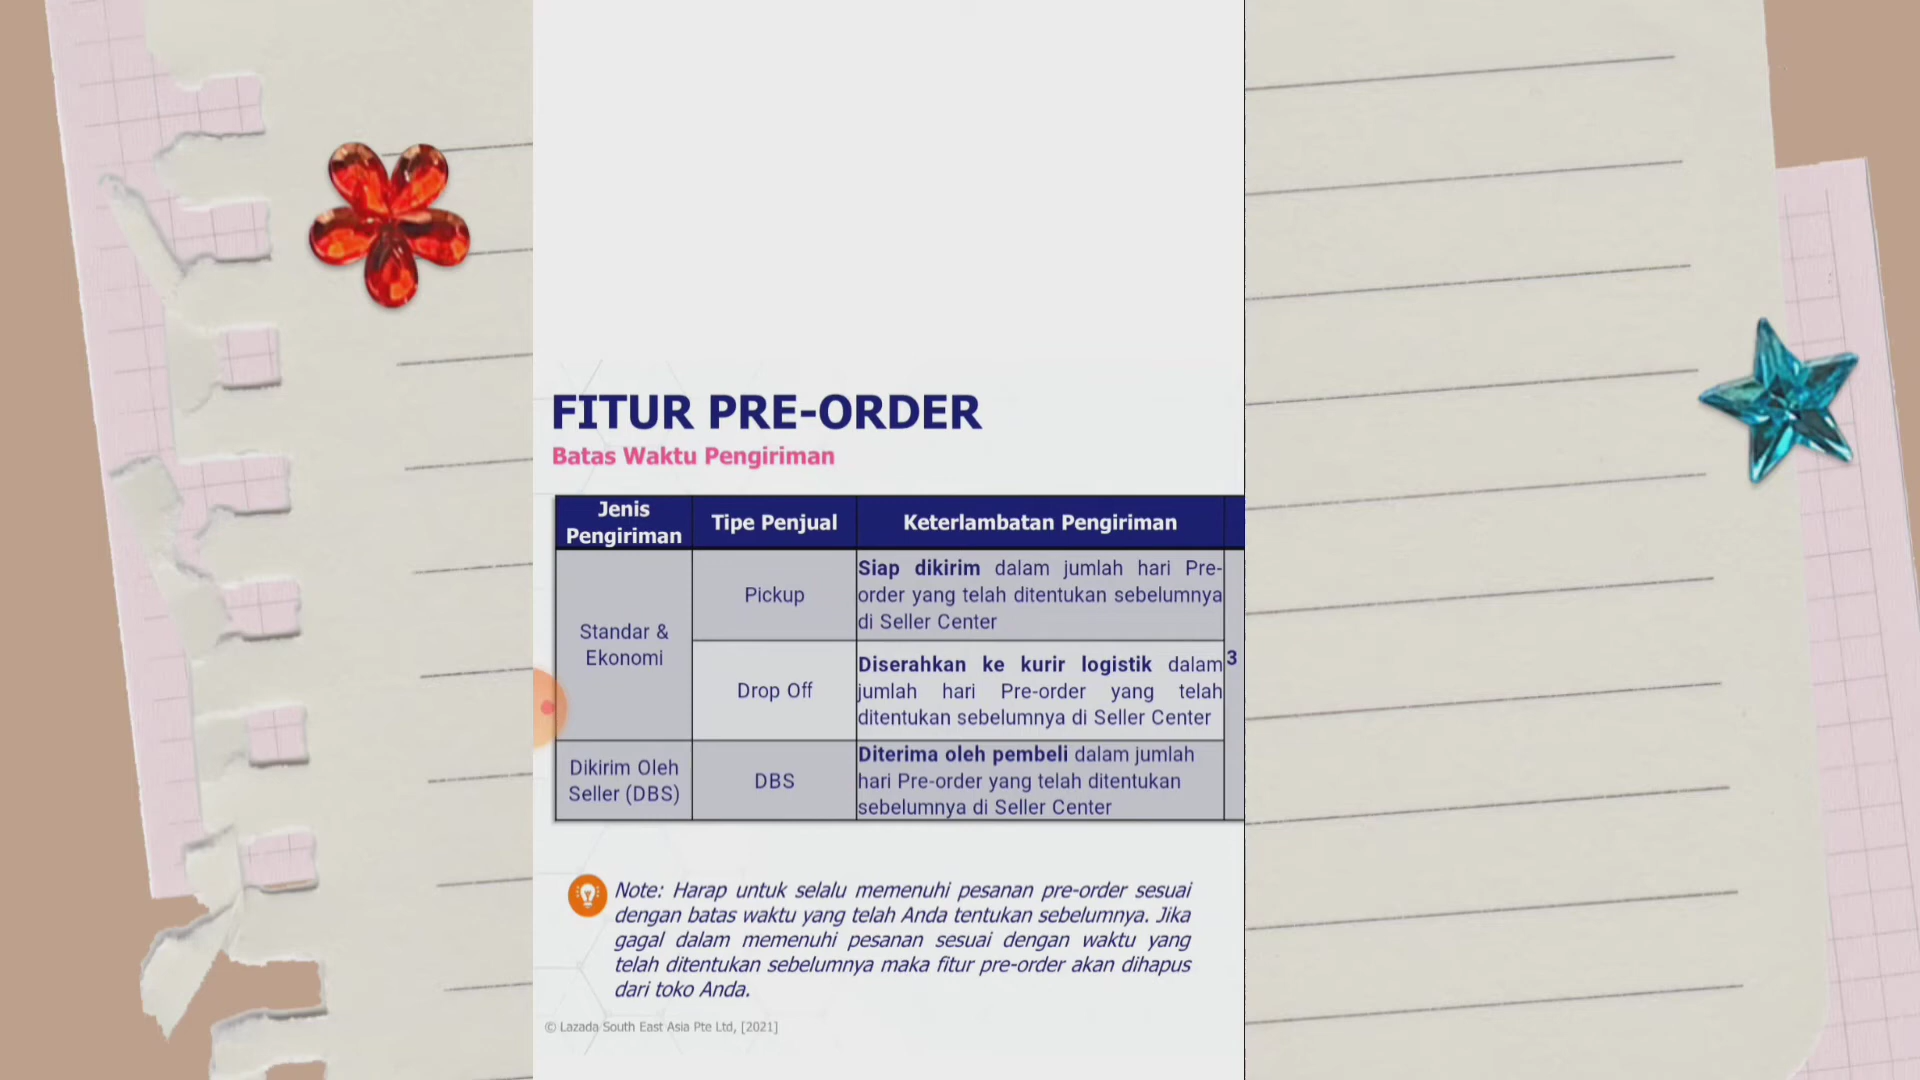 FITUR PRE-ORDER
Batas Waktu Pengiriman
Jenis
Pengiriman
Tipe Penjual
Keterlambatan Pengiriman
Standar &
Ekonomi
Pickup
Siap dikirim dalam jumlah hari Pre-
order yang telah ditentukan sebelumnya
di Seller Center
Drop Off
Diserahkan ke kurir logistik dalam
jumlah hari Pre-order yang telah
ditentukan sebelumnya di Seller Center
3
Dikirim Oleh
Seller (DBS)
DBS
Diterima oleh pembeli dalam jumlah
hari Pre-order yang telah ditentukan
sebelumnya di Seller Center
Note: Harap untuk selalu memenuhi pesanan pre-order sesuai
dengan batas waktu yang telah Anda tentukan sebelumnya. Jika
gagal dalam memenuhi pesanan sesuai dengan waktu yang
telah ditentukan sebelumnya maka fitur pre-order akan dihapus
dari toko Anda.
© Lazada South East Asia Pte Ltd, [2021]